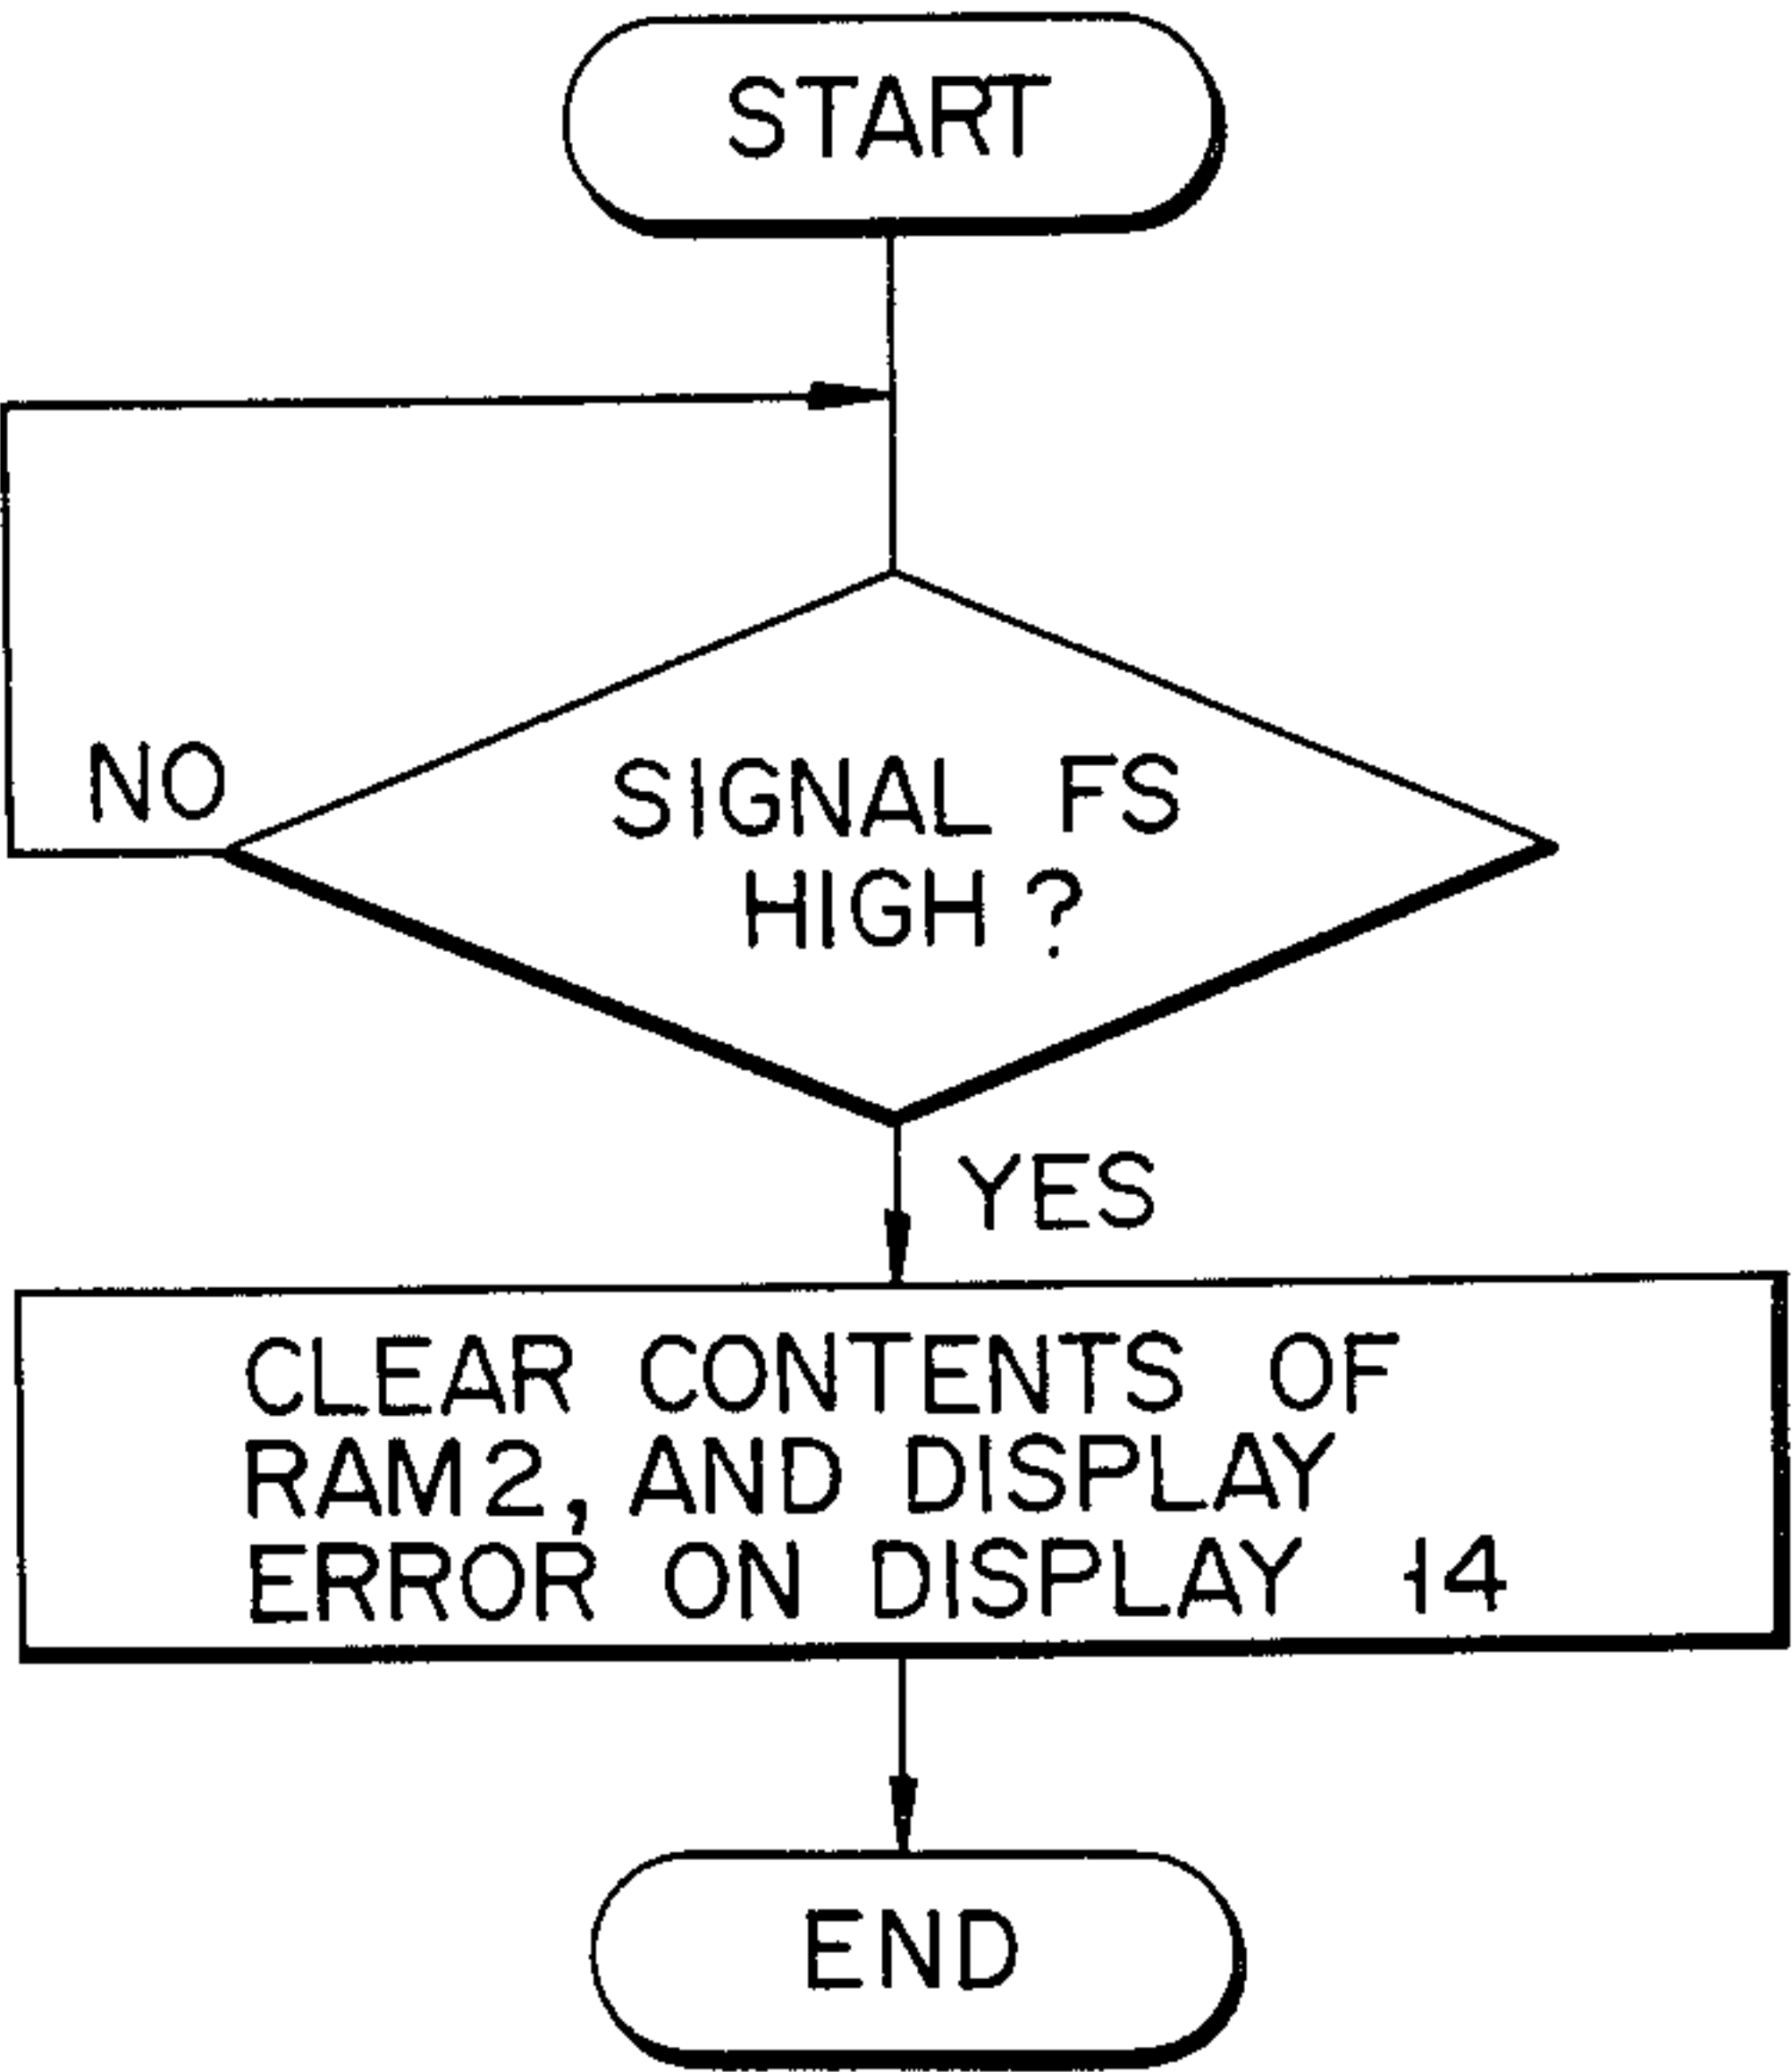 START
NO
SIGNAL FS
HIGH ?
YES
CLEAR CONTENTS OF
RAM2, AND DISPLAY
ERROR ON DISPLAY 14
END